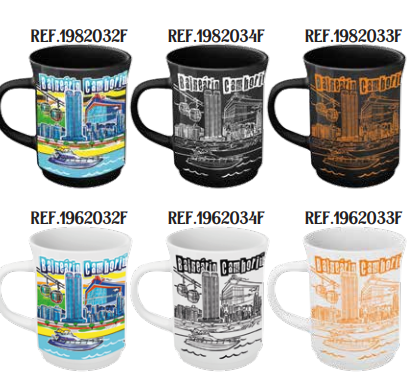 REF.1982032F REF.1982034F REF.1982033F
Balneário Camboriú Balneário Camboriú Balneário Camboriú
REF.1962032F REF.1962034F REF.1962033F
Balneário Camboriú Balneário Camboriú Balneário Camboriú